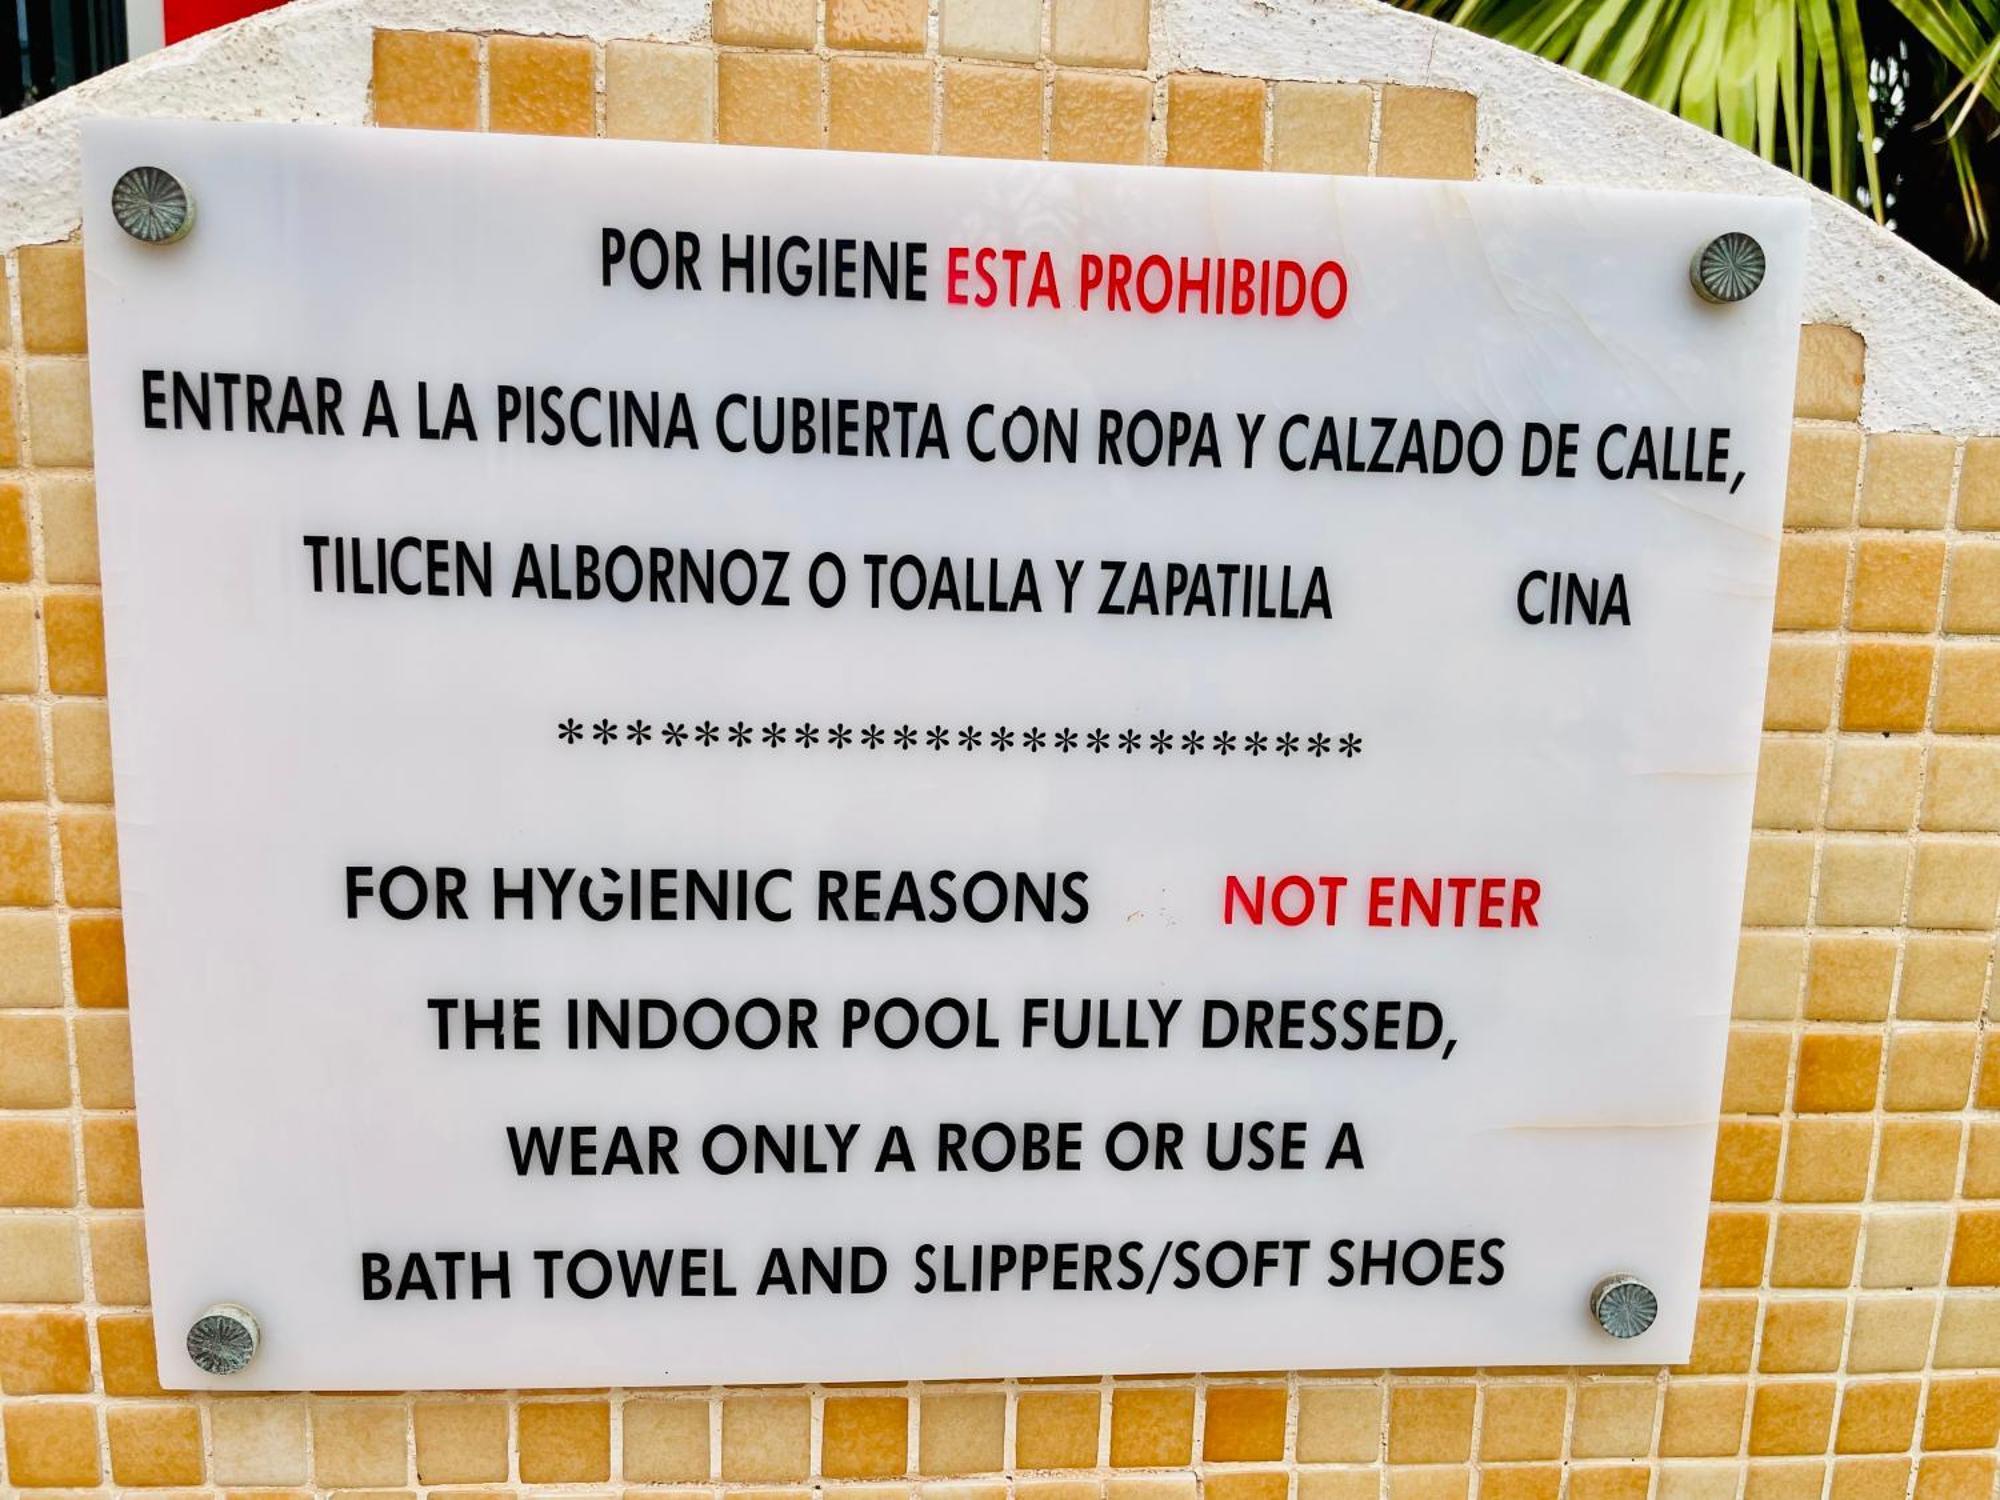 POR HIGIENE ESTA PROHIBIDO
ENTRAR A LA PISCINA CUBIERTA CON ROPA Y CALZADO DE CALLE,
TILICEN ALBORNOZ O TOALLA Y ZAPATILLA CINA
************************
FOR HYGIENIC REASONS NOT ENTER
THE INDOOR POOL FULLY DRESSED,
WEAR ONLY A ROBE OR USE A
BATH TOWEL AND SLIPPERS/SOFT SHOES